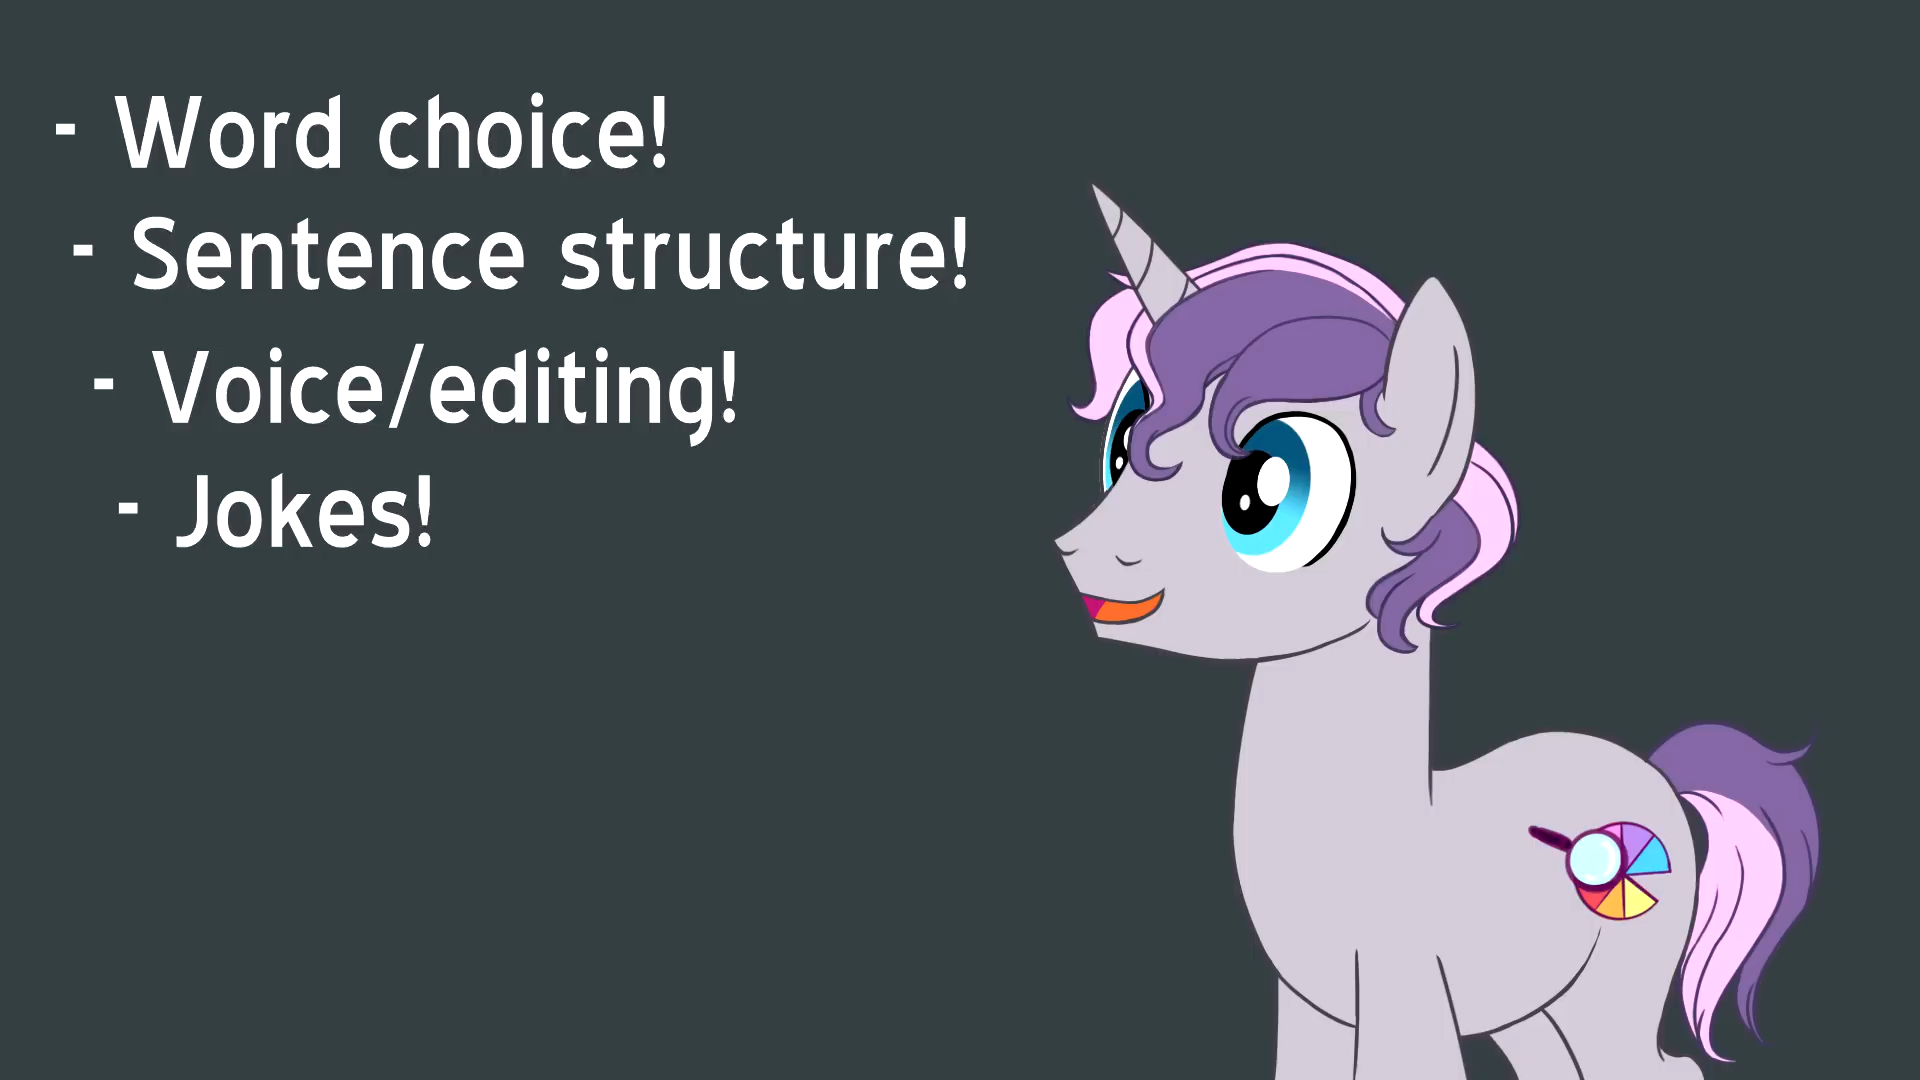 - Word choice!
- Sentence structure!
- Voice/editing!
- Jokes!